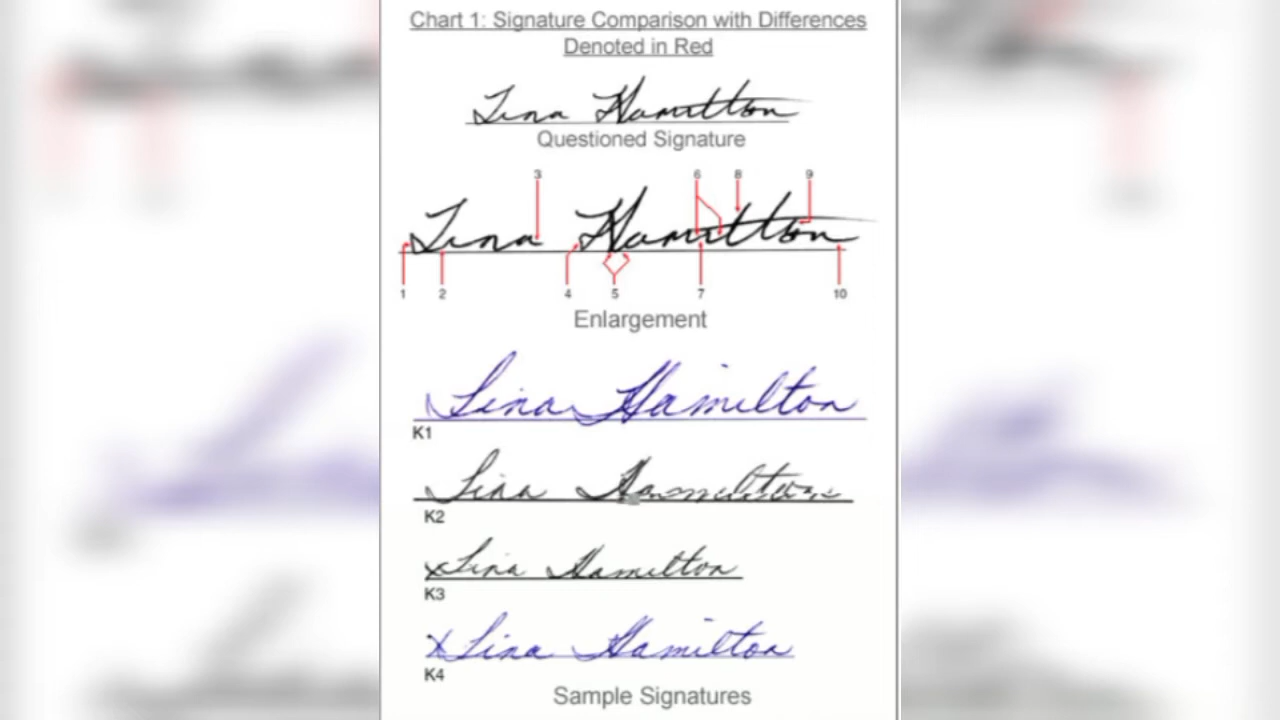 Chart 1: Signature Comparison with Differences
Denoted in Red
Tina Hamilton
Questioned Signature
3 6 8 9
Tina Hamilton
1 2 4 5 7 10
Enlargement
Tina Hamilton
K1
Tina Hamilton
K2
xTina Hamilton
K3
xTina Hamilton
K4
Sample Signatures